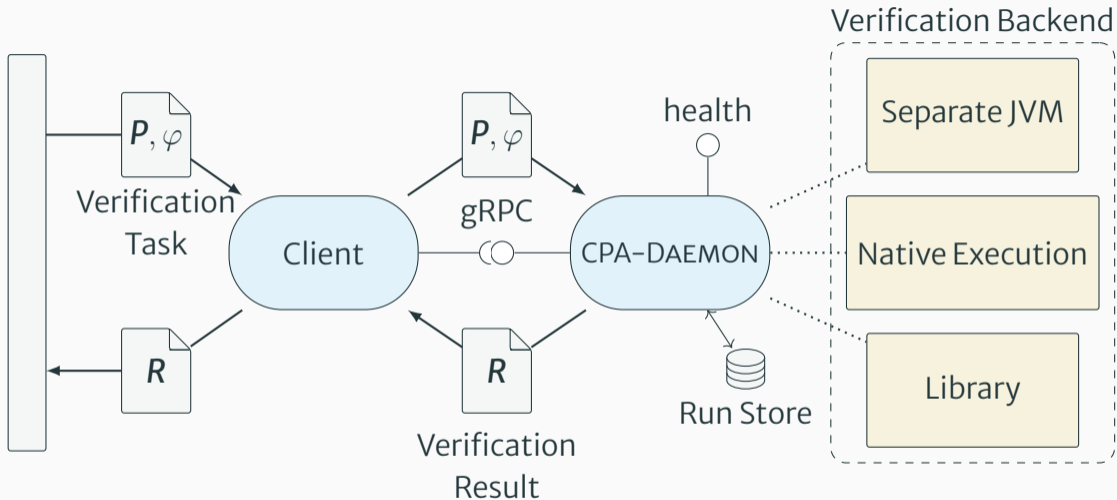 Verification Backend
P, φ
Verification
Task
Client
P, φ
gRPC
health
CPA-DAEMON
Separate JVM
Native Execution
Library
R
R
Verification
Result
Run Store